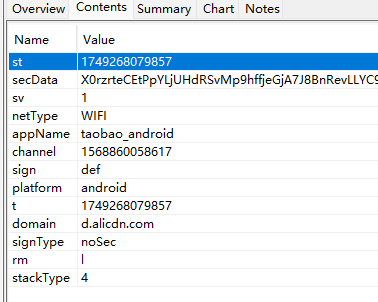 Overview Contents Summary Chart Notes
Name Value
st 1749268079857
secData X0rzrteCEtPpYLjUHdRSvMp9hffjeGjA7J8BnRevLLYC9
sv 1
netType WIFI
appName taobao_android
channel 1568860058617
sign def
platform android
t 1749268079857
domain d.alicdn.com
signType noSec
rm l
stackType 4